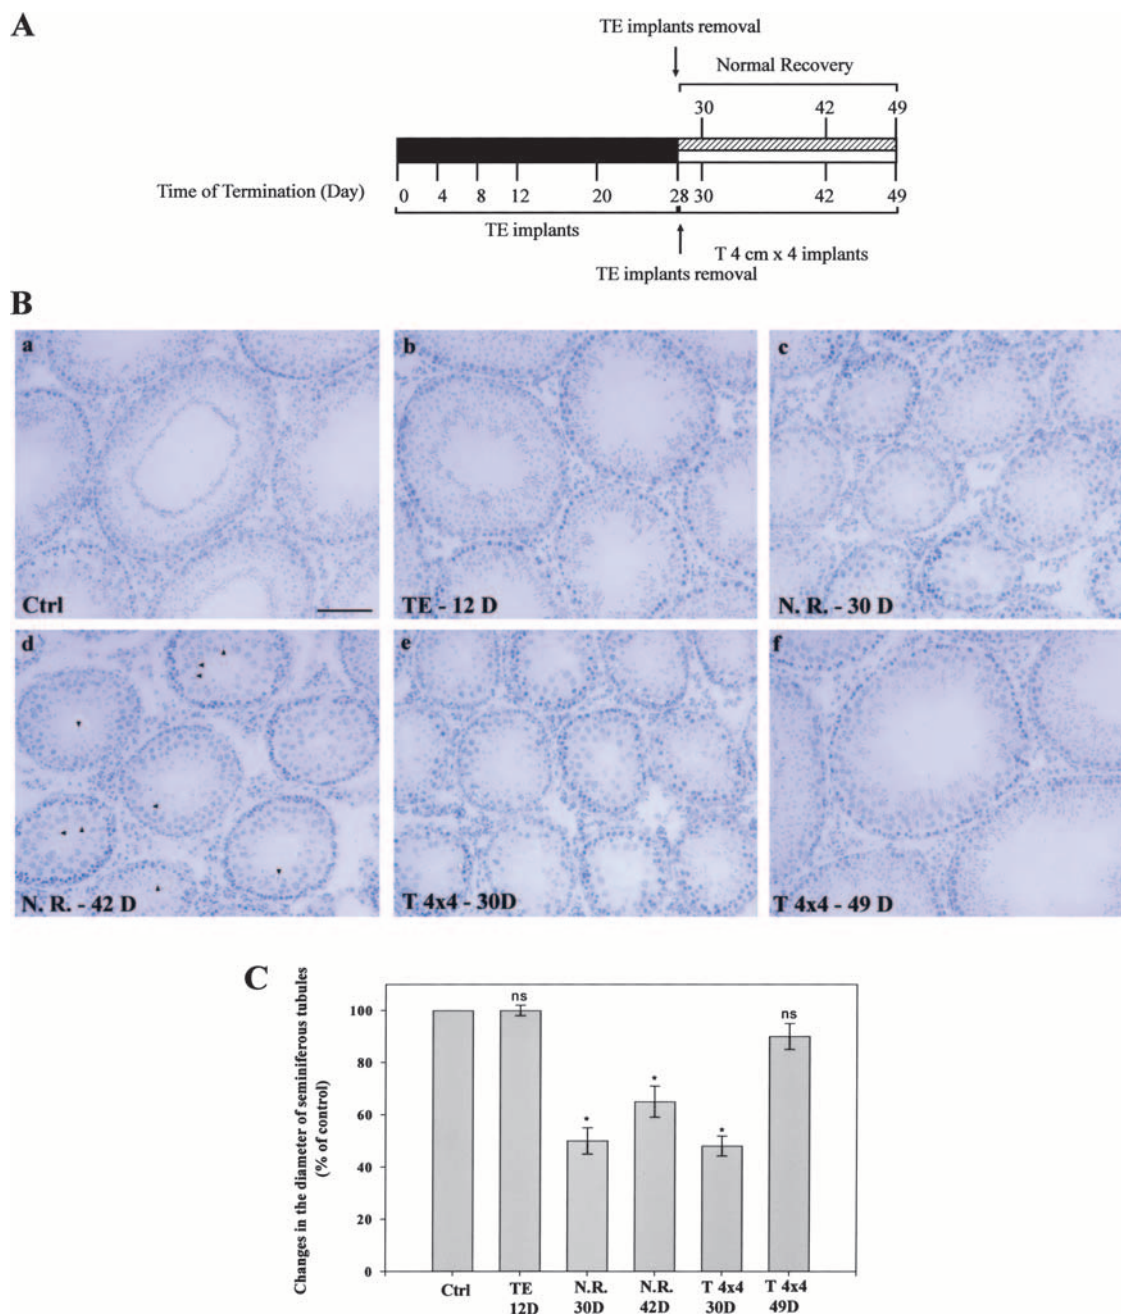 A
TE implants removal
Normal Recovery
30 42 49
Time of Termination (Day) 0 4 8 12 20 28 30 42 49
TE implants
T 4 cm x 4 implants
TE implants removal
B
a b c
Ctrl TE - 12 D N. R. - 30 D
d e f
N. R. - 42 D T 4x4 - 30D T 4x4 - 49 D
C
Changes in the diameter of seminiferous tubules
(% of control)
100
80
60
40
20
0
ns
*
*
*
ns
Ctrl TE N.R. N.R. T 4x4 T 4x4
12D 30D 42D 30D 49D